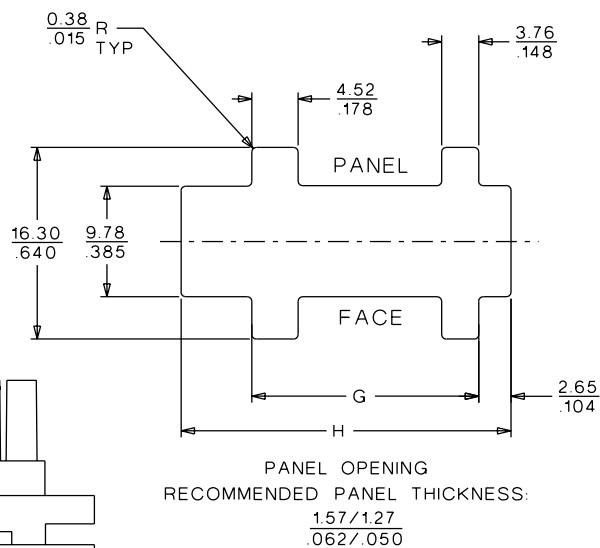 0.38 R
.015 TYP
3.76
.148
4.52
.178
PANEL
16.30
.640
9.78
.385
FACE
G
2.65
.104
H
PANEL OPENING
RECOMMENDED PANEL THICKNESS:
1.57/1.27
.062/.050